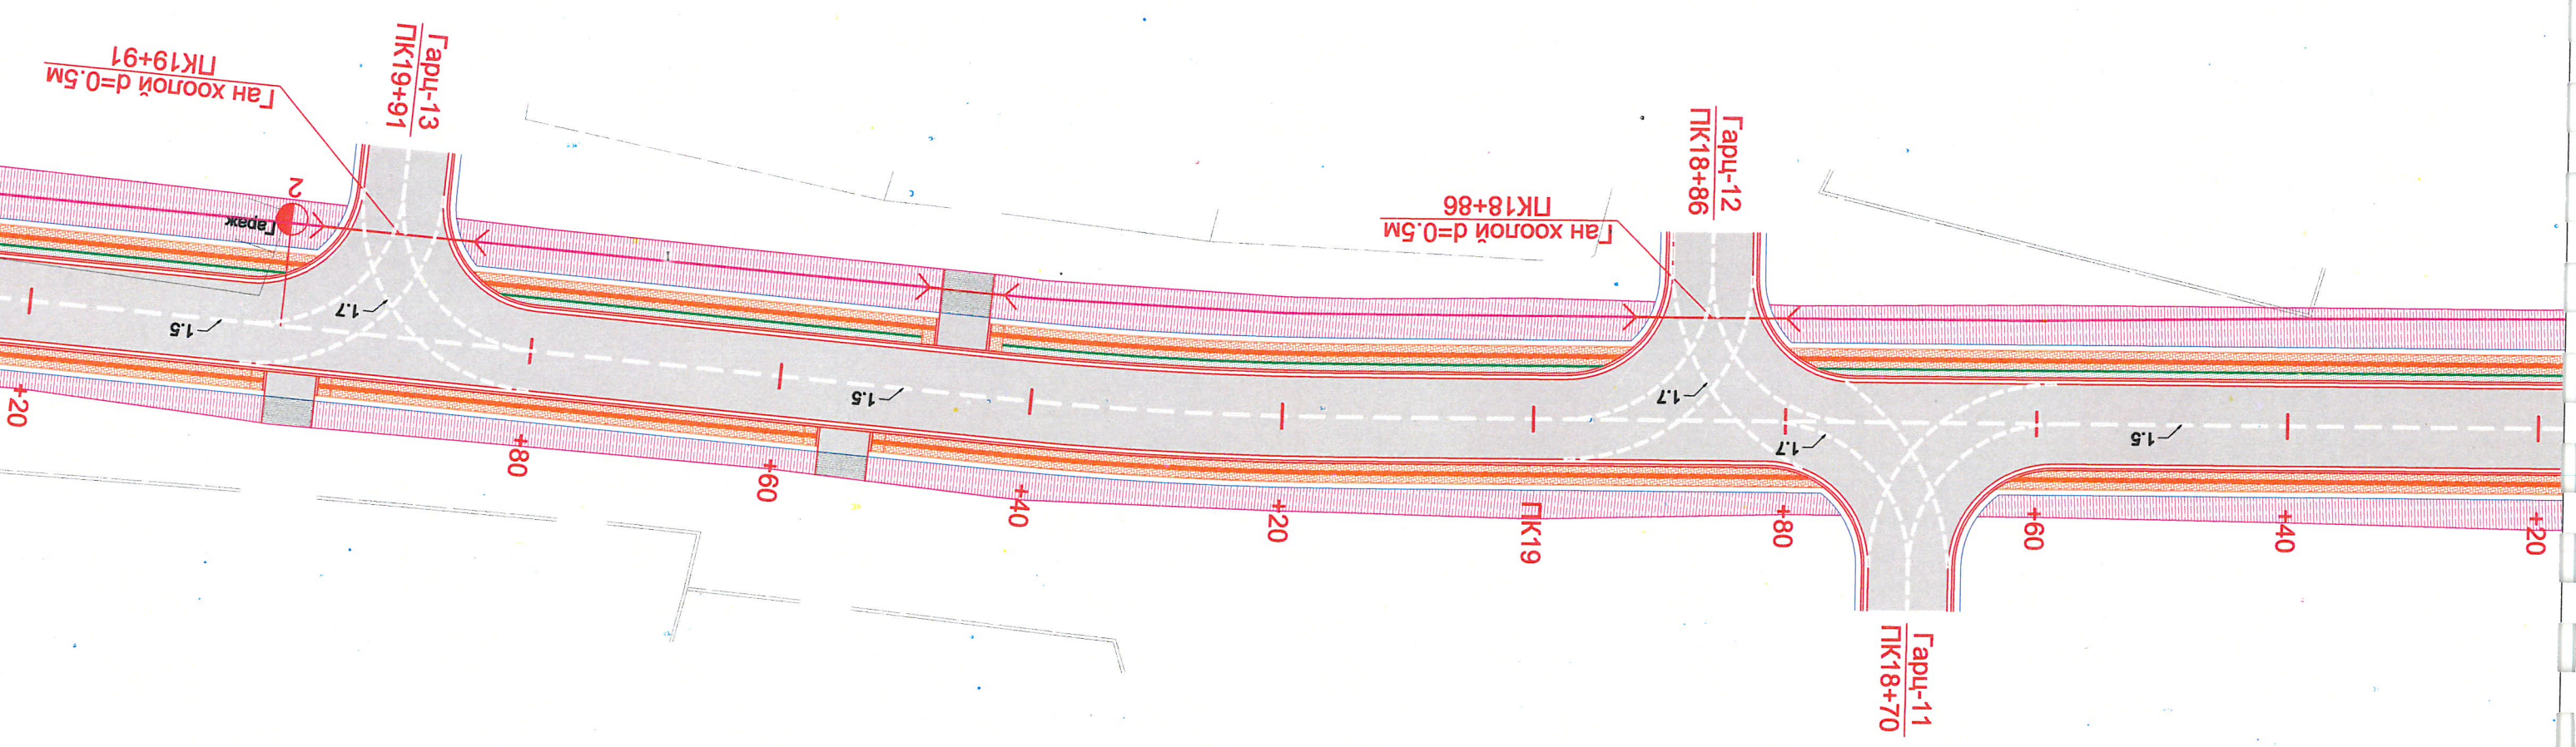 Гарц-13
ПК19+91
Ган хоолой d=0.5м
ПК19+91
Гарц-12
ПК18+86
Ган хоолой d=0.5м
ПК18+86
2
Гараж
1.5
1.7
1.5
1.7
1.7
1.5
+20
+80
+60
+40
+20
ПК19
+80
+60
+40
+20
Гарц-11
ПК18+70